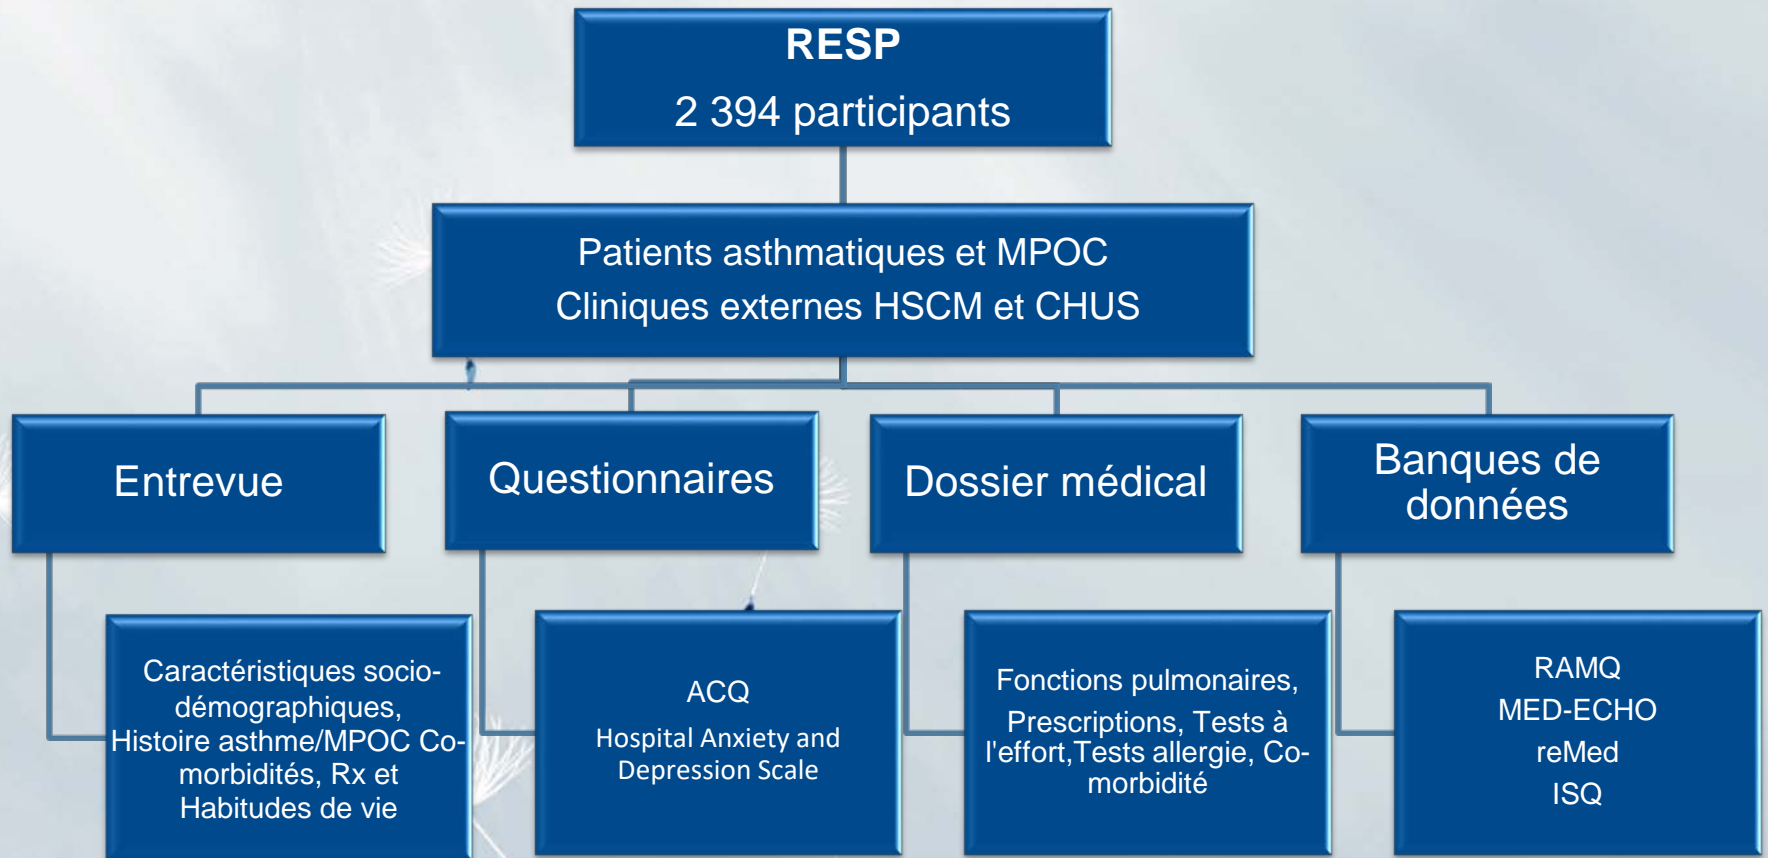 RESP
2 394 participants
Patients asthmatiques et MPOC
Cliniques externes HSCM et CHUS
Entrevue
Questionnaires
Dossier médical
Banques de
données
Caractéristiques socio-
démographiques,
Histoire asthme/MPOC Co-
morbidités, Rx et
Habitudes de vie
ACQ
Hospital Anxiety and
Depression Scale
Fonctions pulmonaires,
Prescriptions, Tests à
l'effort,Tests allergie, Co-
morbidité
RAMQ
MED-ECHO
reMed
ISQ